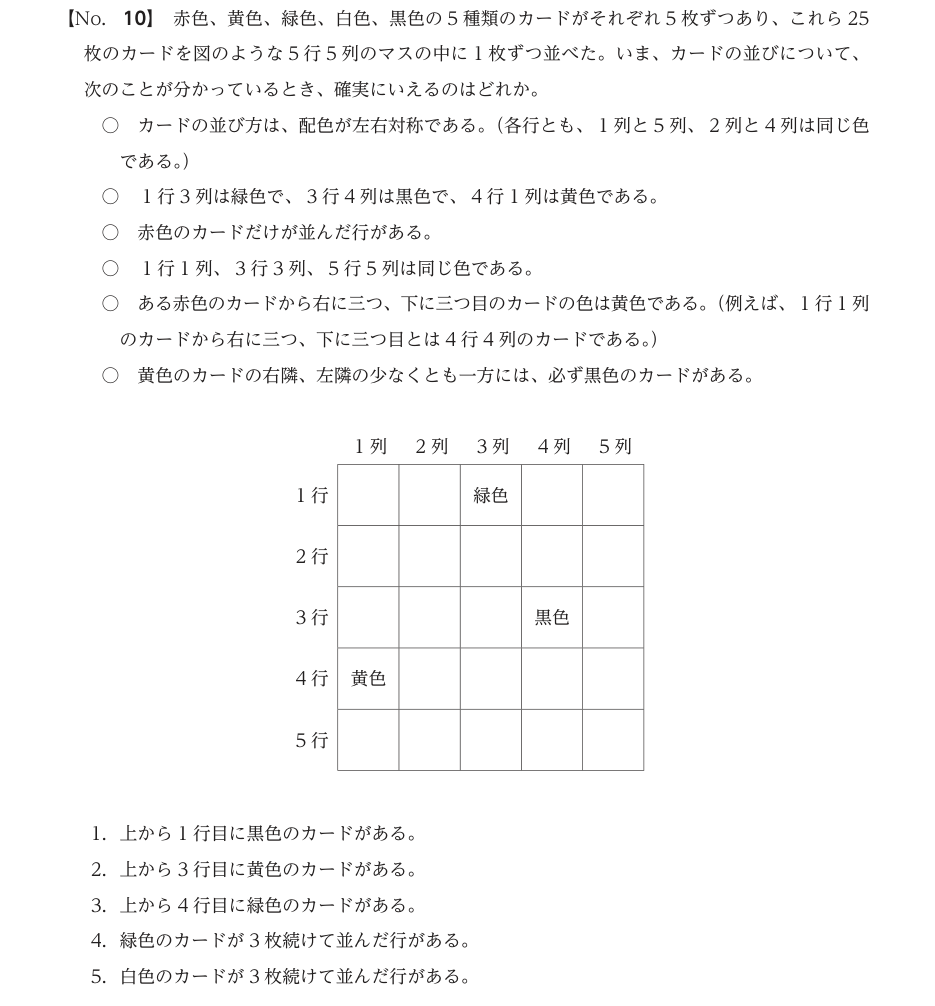 【No. 10】 赤色、黄色、緑色、白色、黒色の5種類のカードがそれぞれ5枚ずつあり、これら25
枚のカードを図のような5行5列のマスの中に1枚ずつ並べた。いま、カードの並びについて、
次のことが分かっているとき、確実にいえるのはどれか。
○ カードの並び方は、配色が左右対称である。（各行とも、1列と5列、2列と4列は同じ色
である。）
○ 1行3列は緑色で、3行4列は黒色で、4行1列は黄色である。
○ 赤色のカードだけが並んだ行がある。
○ 1行1列、3行3列、5行5列は同じ色である。
○ ある赤色のカードから右に三つ、下に三つ目のカードの色は黄色である。（例えば、1行1列
のカードから右に三つ、下に三つ目とは4行4列のカードである。）
○ 黄色のカードの右隣、左隣の少なくとも一方には、必ず黒色のカードがある。
1列 2列 3列 4列 5列
1行 緑色
2行
3行 黒色
4行 黄色
5行
1. 上から1行目に黒色のカードがある。
2. 上から3行目に黄色のカードがある。
3. 上から4行目に緑色のカードがある。
4. 緑色のカードが3枚続けて並んだ行がある。
5. 白色のカードが3枚続けて並んだ行がある。